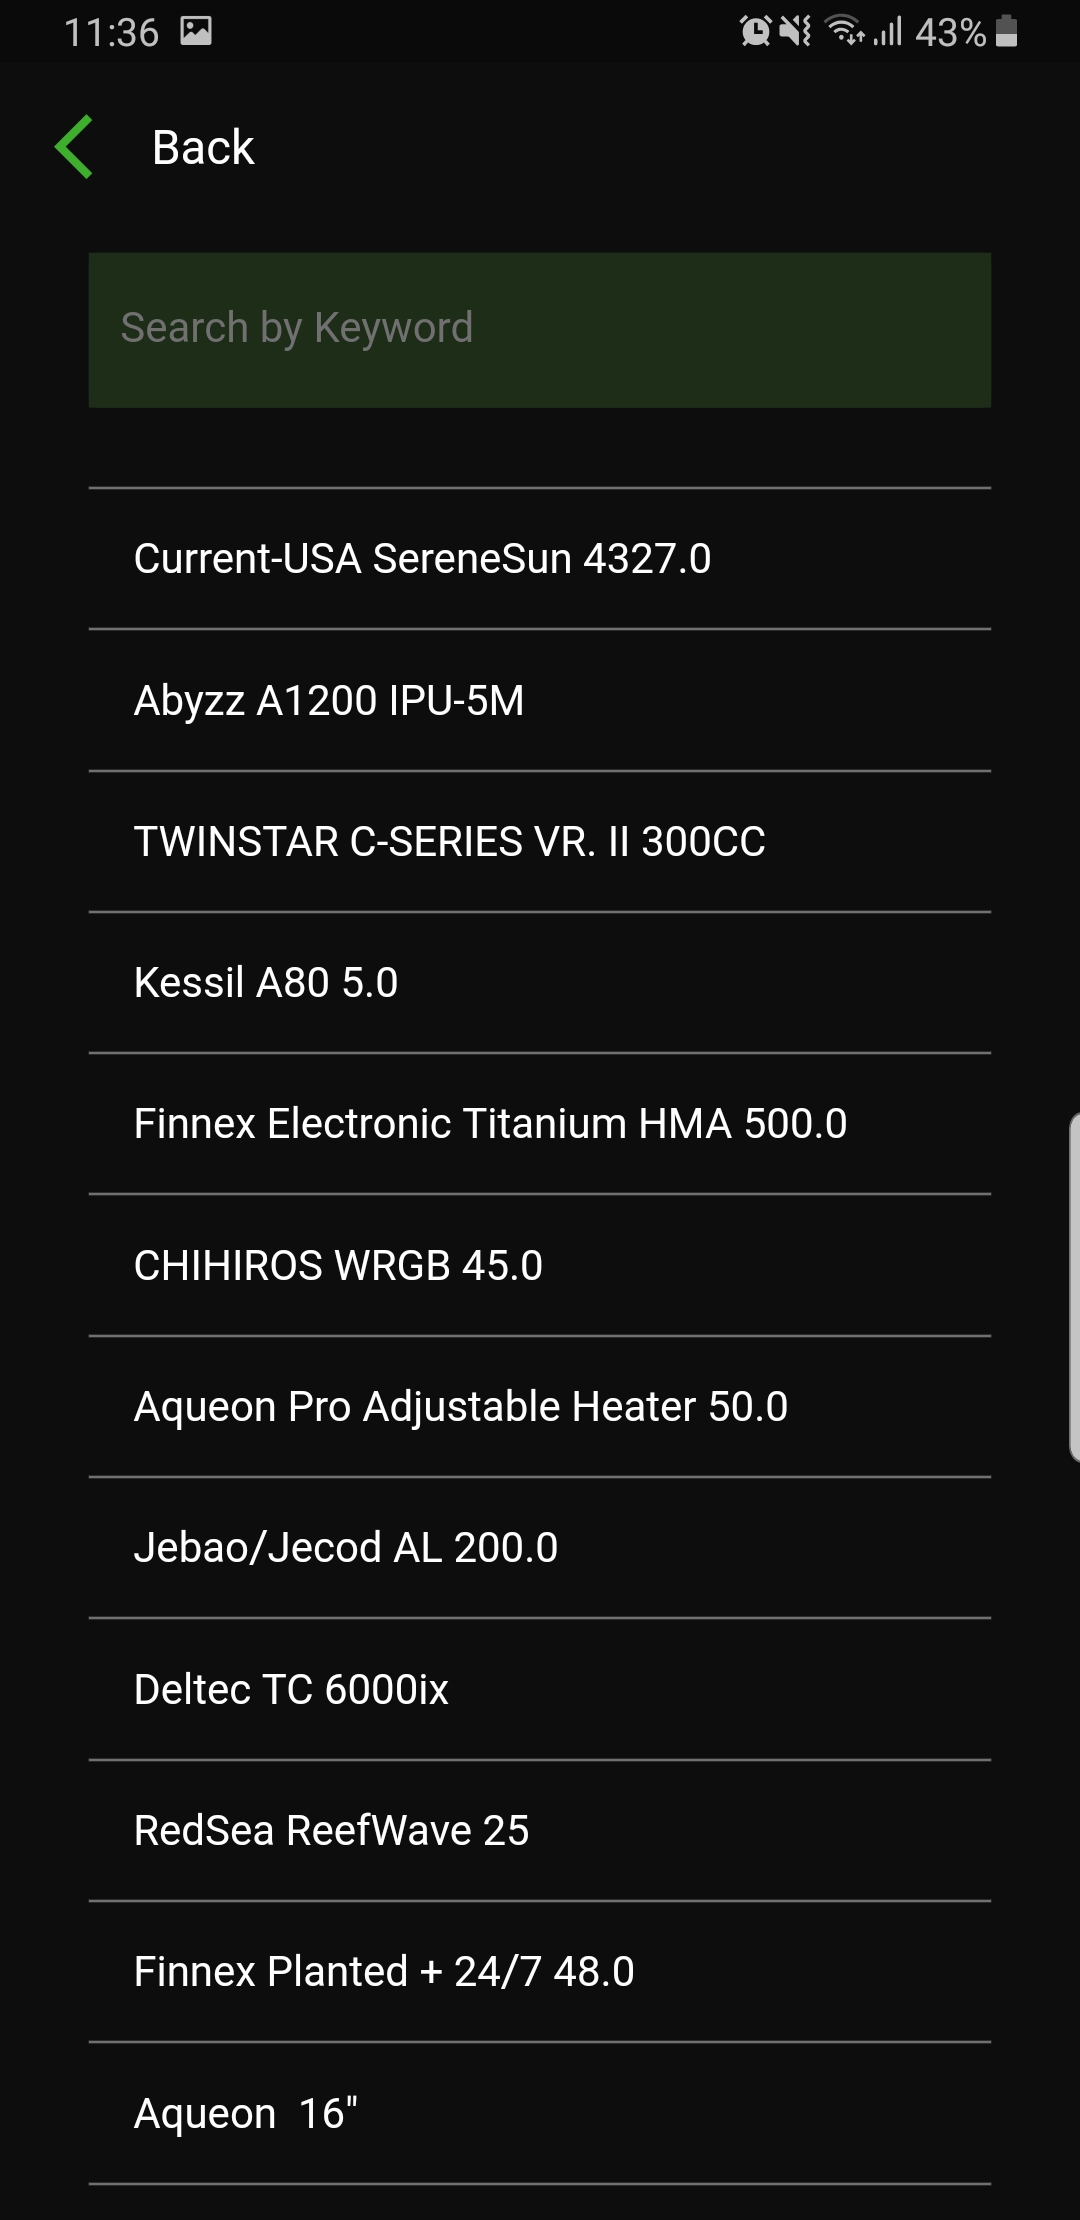 11:36
43%
Back
Search by Keyword
Current-USA SereneSun 4327.0
Abyzz A1200 IPU-5M
TWINSTAR C-SERIES VR. II 300CC
Kessil A80 5.0
Finnex Electronic Titanium HMA 500.0
CHIHIROS WRGB 45.0
Aqueon Pro Adjustable Heater 50.0
Jebao/Jecod AL 200.0
Deltec TC 6000ix
RedSea ReefWave 25
Finnex Planted + 24/7 48.0
Aqueon  16"